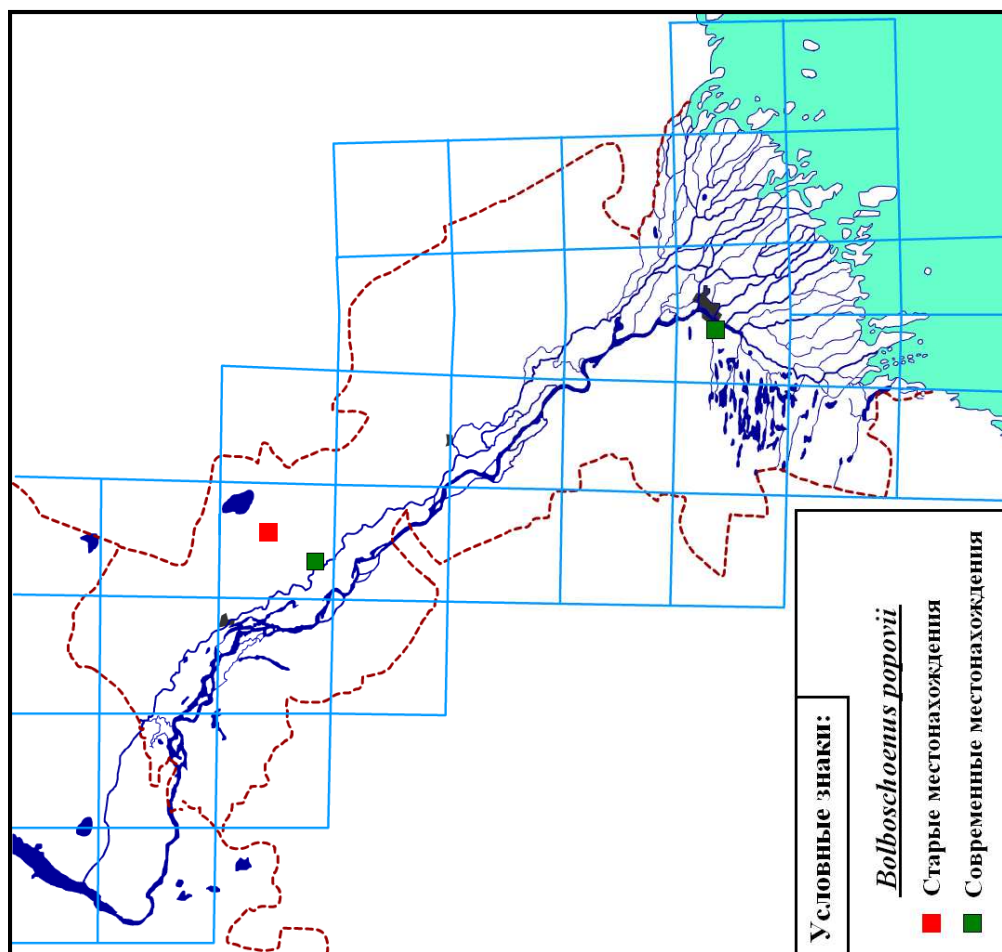 Условные знаки:
Bolboschoenus popovii
Старые местонахождения
Современные местонахождения